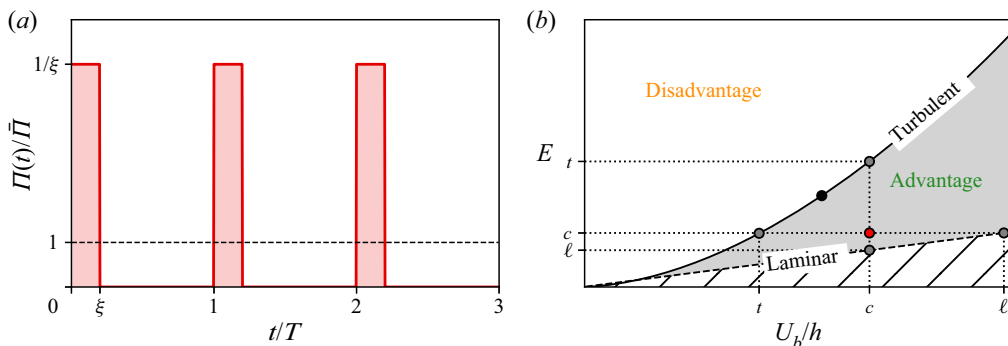 (a)
1/ξ
Π(t)/Π̄
1
0
ξ
1
2
3
t/T
(b)
Disadvantage
Turbulent
E
t
Advantage
c
ℓ
Laminar
t
c
ℓ
U_b/h